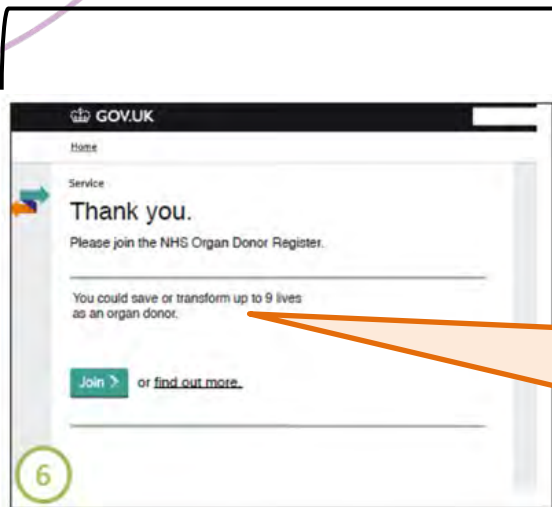 GOV.UK
Home
Service
Thank you.
Please join the NHS Organ Donor Register.
You could save or transform up to 9 lives
as an organ donor.
Join or find out more.
6